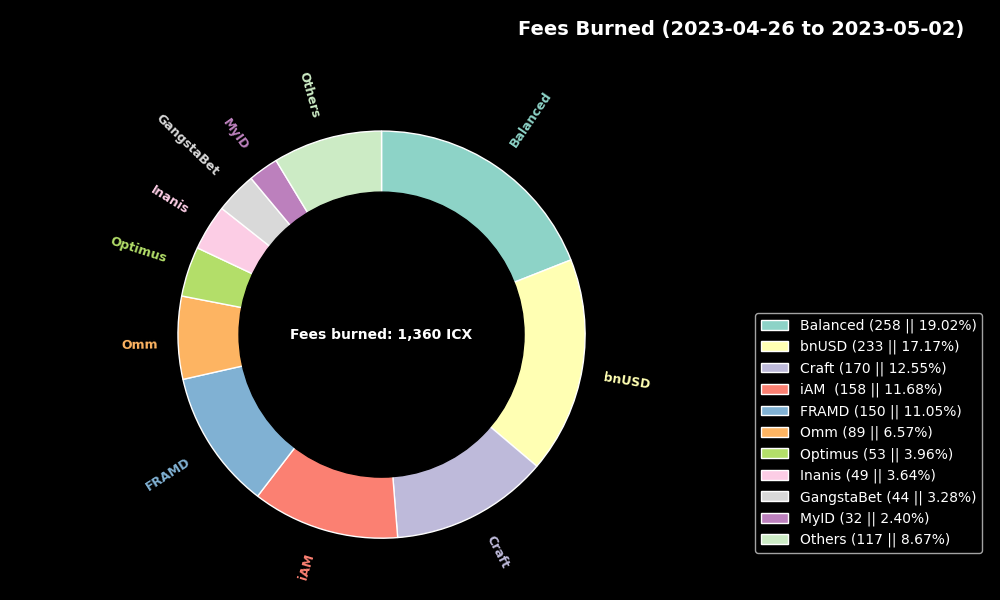 Fees Burned (2023-04-26 to 2023-05-02)
Others
Balanced
MyID
GangstaBet
Inanis
Optimus
Fees burned: 1,360 ICX
Omm
bnUSD
FRAMD
iAM
Craft
Balanced (258 || 19.02%)
bnUSD (233 || 17.17%)
Craft (170 || 12.55%)
iAM  (158 || 11.68%)
FRAMD (150 || 11.05%)
Omm (89 || 6.57%)
Optimus (53 || 3.96%)
Inanis (49 || 3.64%)
GangstaBet (44 || 3.28%)
MyID (32 || 2.40%)
Others (117 || 8.67%)